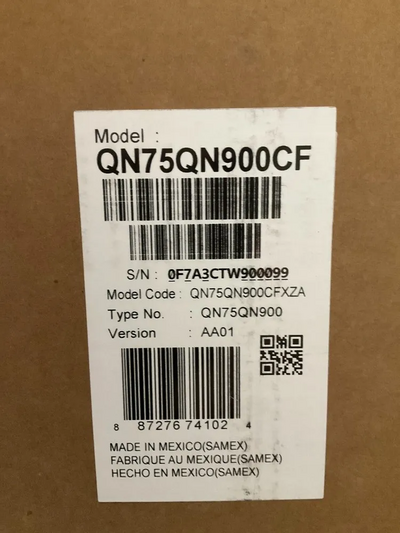 Model :
QN75QN900CF
S/N : 0F7A3CTW900099
Model Code : QN75QN900CFXZA
Type No. : QN75QN900
Version : AA01
8 87276 74102 4
MADE IN MEXICO(SAMEX)
FABRIQUE AU MEXIQUE(SAMEX)
HECHO EN MEXICO(SAMEX)